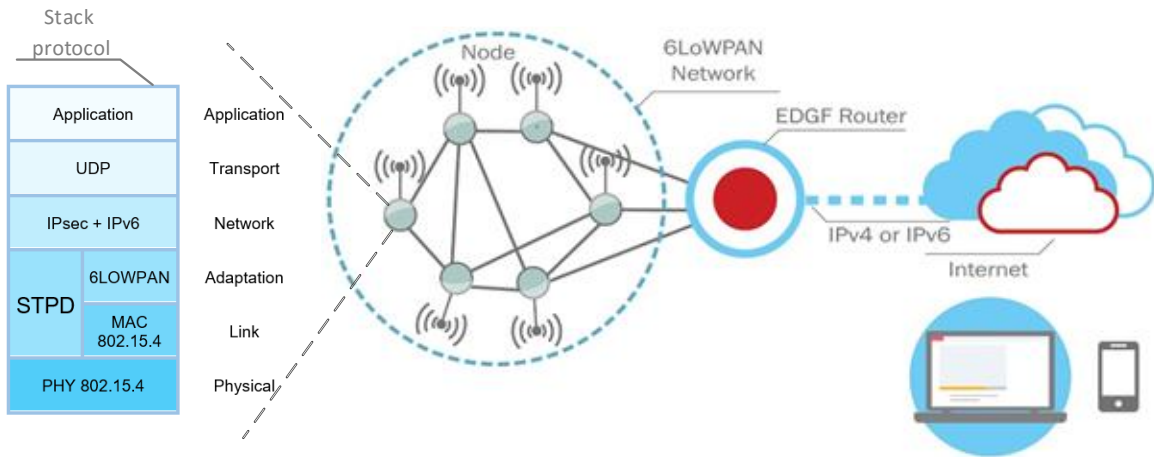 Stack
protocol
Application
UDP
IPsec + IPv6
STPD
6LOWPAN
MAC
802.15.4
PHY 802.15.4
Application
Transport
Network
Adaptation
Link
Physical
Node
6LoWPAN
Network
EDGF Router
IPv4 or IPv6
Internet